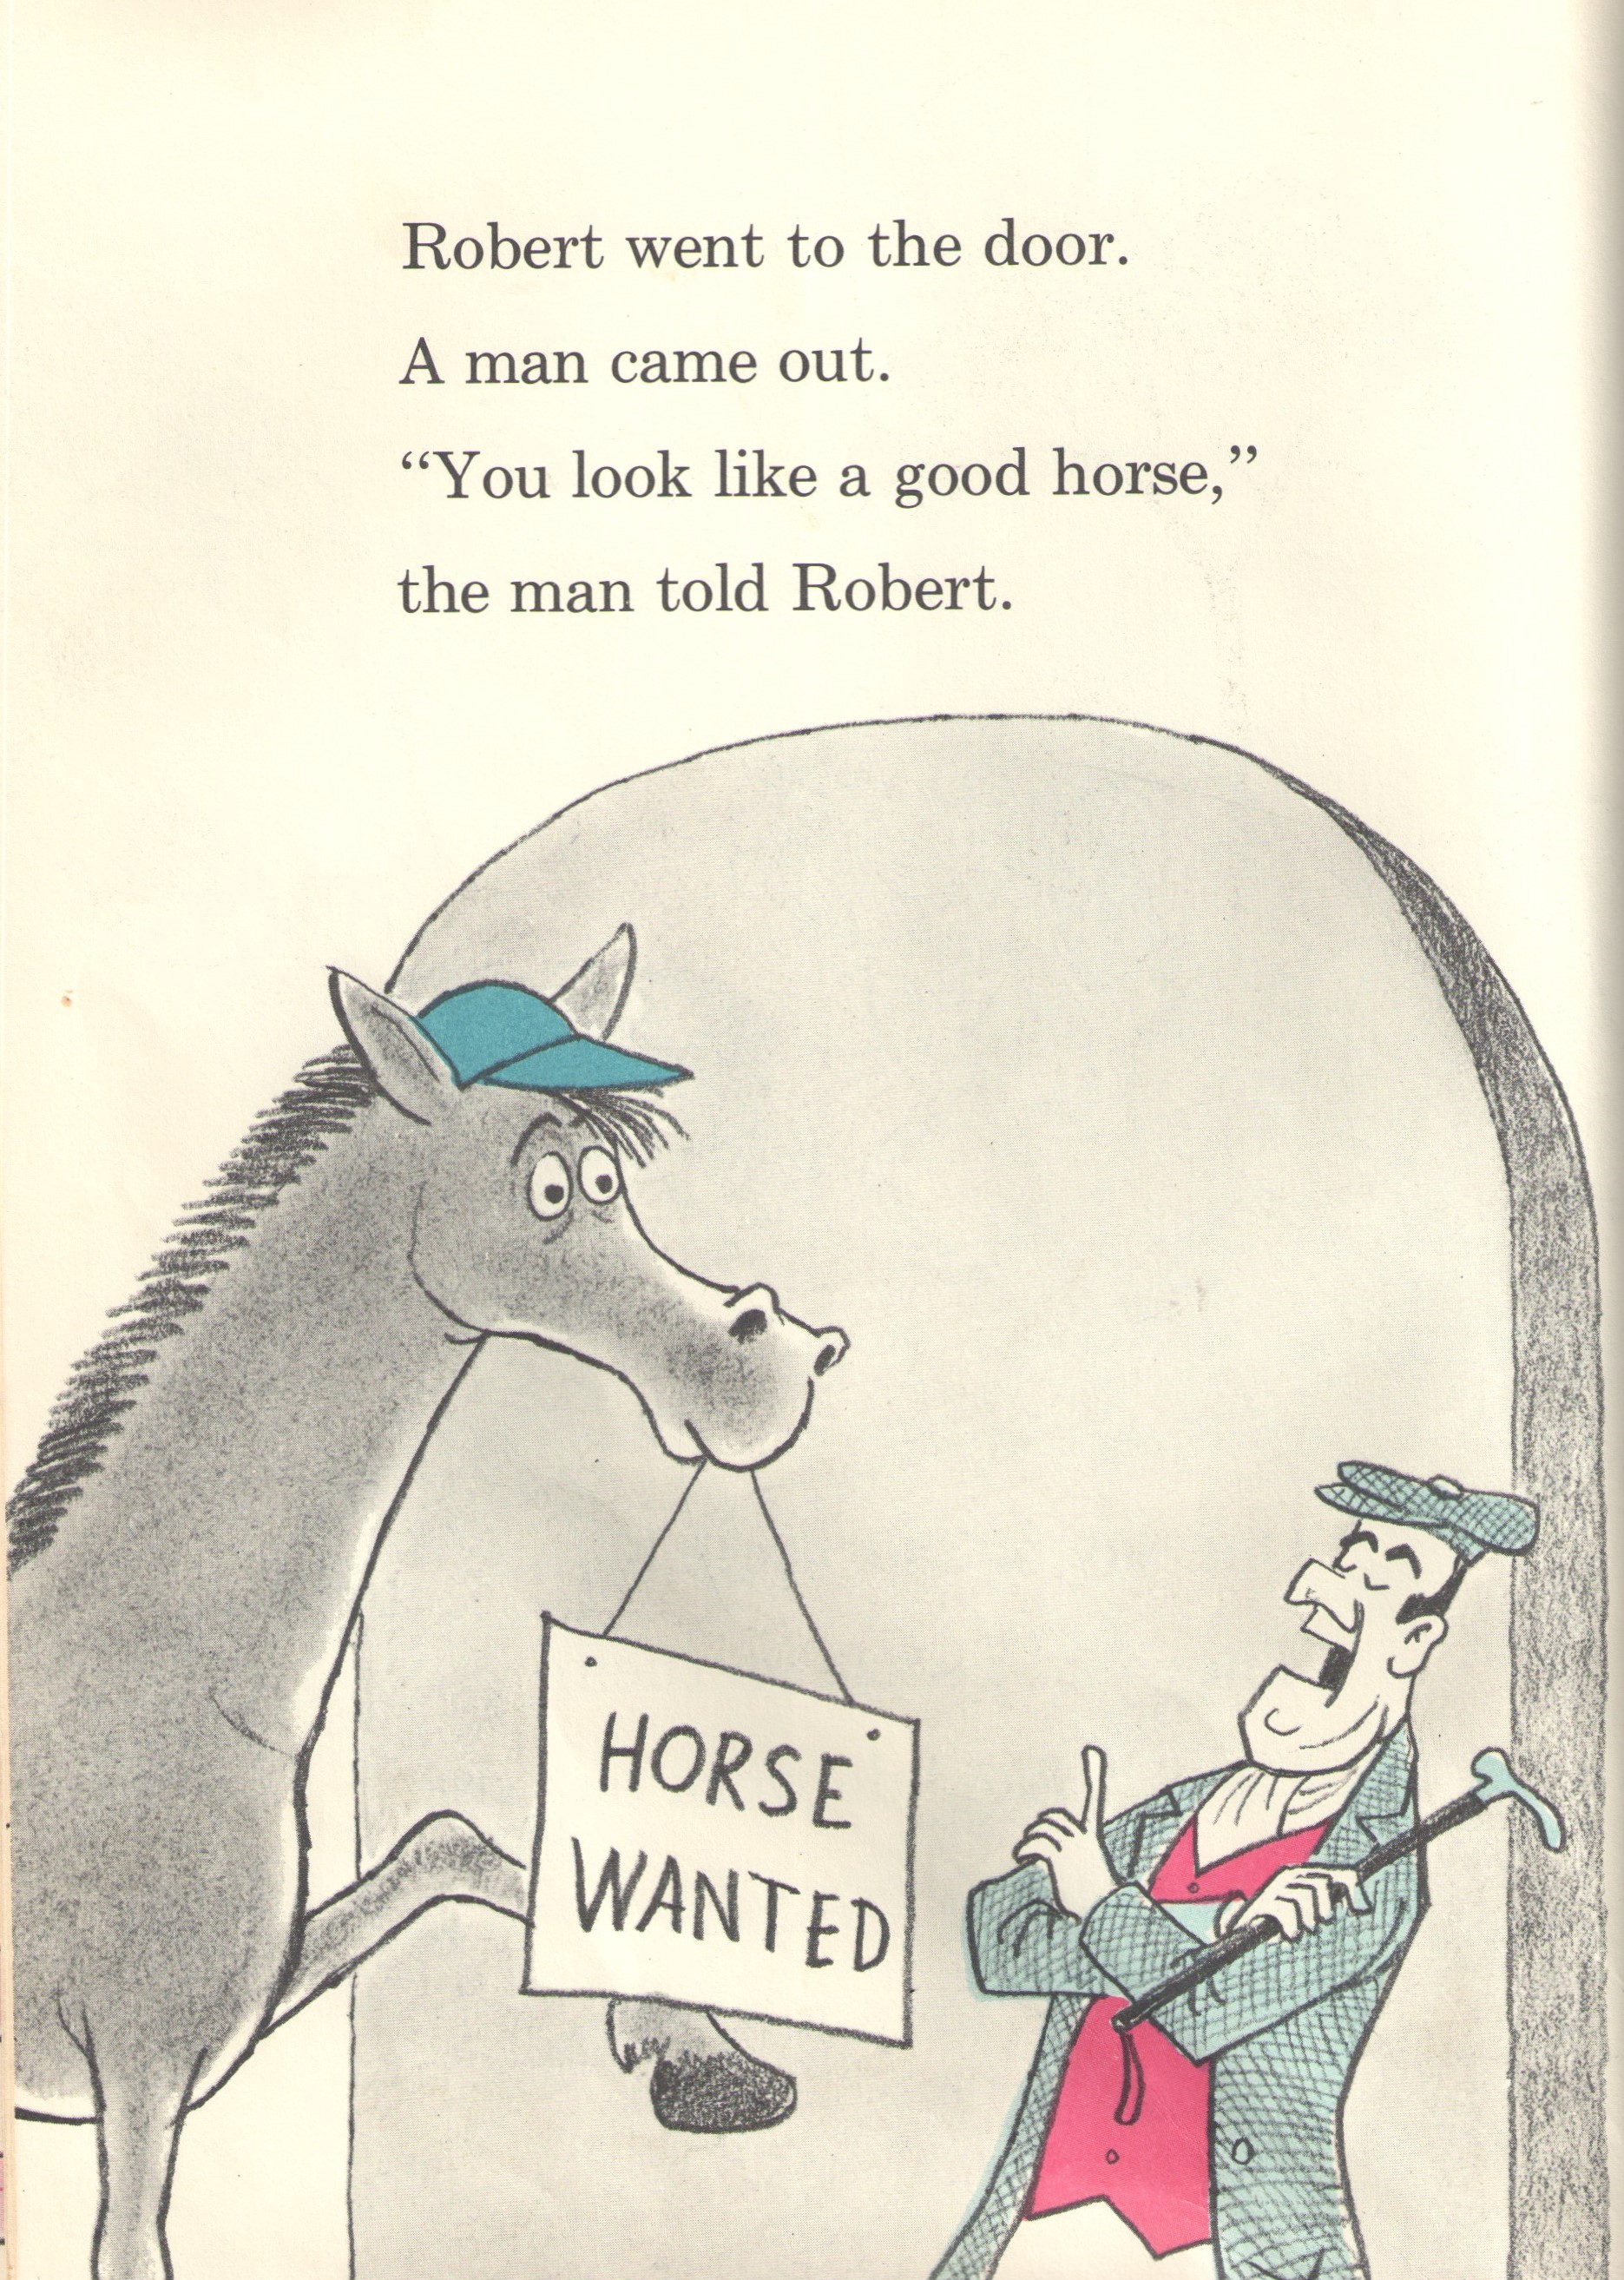 Robert went to the door.
A man came out.
“You look like a good horse,”
the man told Robert.
HORSE
WANTED